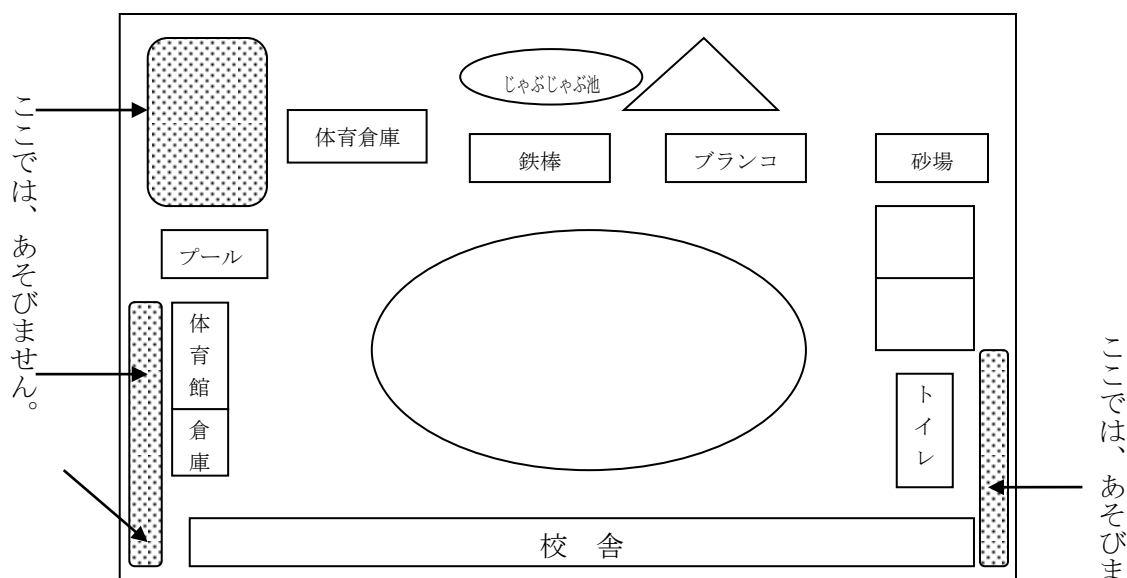 じゃぶじゃぶ池
体育倉庫
鉄棒
ブランコ
砂場
プール
体育館
倉庫
トイレ
校舎
ここでは、あそびません。
ここでは、あそびま